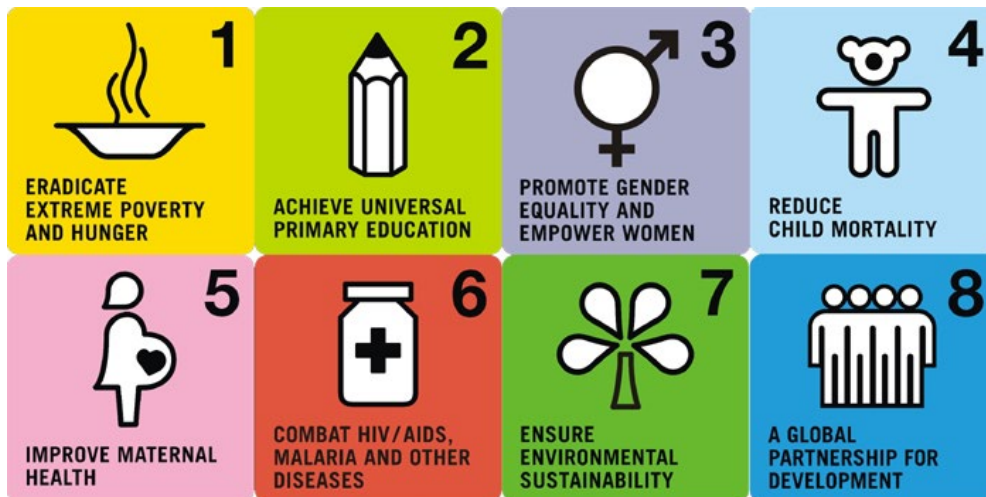 1
ERADICATE
EXTREME POVERTY
AND HUNGER
2
ACHIEVE UNIVERSAL
PRIMARY EDUCATION
3
PROMOTE GENDER
EQUALITY AND
EMPOWER WOMEN
4
REDUCE
CHILD MORTALITY
5
IMPROVE MATERNAL
HEALTH
6
COMBAT HIV/AIDS,
MALARIA AND OTHER
DISEASES
7
ENSURE
ENVIRONMENTAL
SUSTAINABILITY
8
A GLOBAL
PARTNERSHIP FOR
DEVELOPMENT